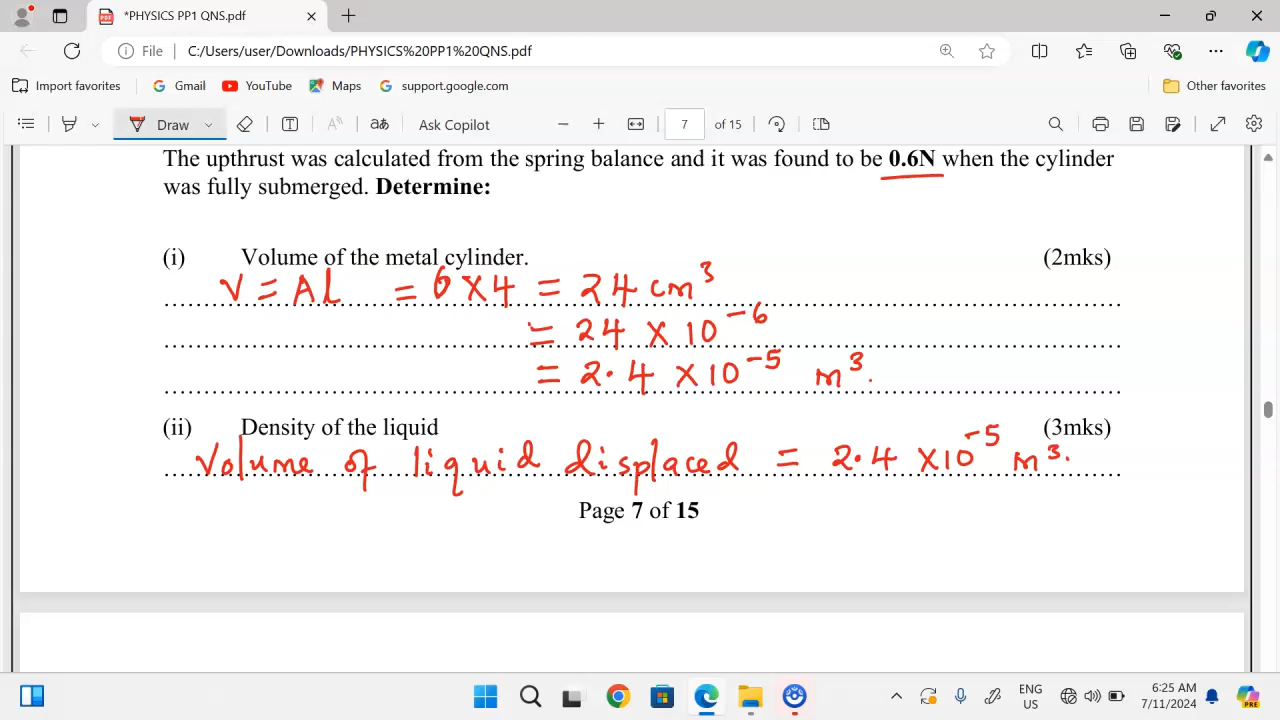 *PHYSICS PP1 QNS.pdf
File C:/Users/user/Downloads/PHYSICS%20PP1%20QNS.pdf
Import favorites Gmail YouTube Maps support.google.com Other favorites
Draw Ask Copilot 7 of 15
The upthrust was calculated from the spring balance and it was found to be 0.6N when the cylinder
was fully submerged. Determine:
(i) Volume of the metal cylinder. (2mks)
V = Al = 6 × 4 = 24 cm³
= 24 × 10⁻⁶
= 2.4 × 10⁻⁵ m³.
(ii) Density of the liquid (3mks)
Volume of liquid displaced = 2.4 × 10⁻⁵ m³.
Page 7 of 15
ENG
US
6:25 AM
7/11/2024
PRE